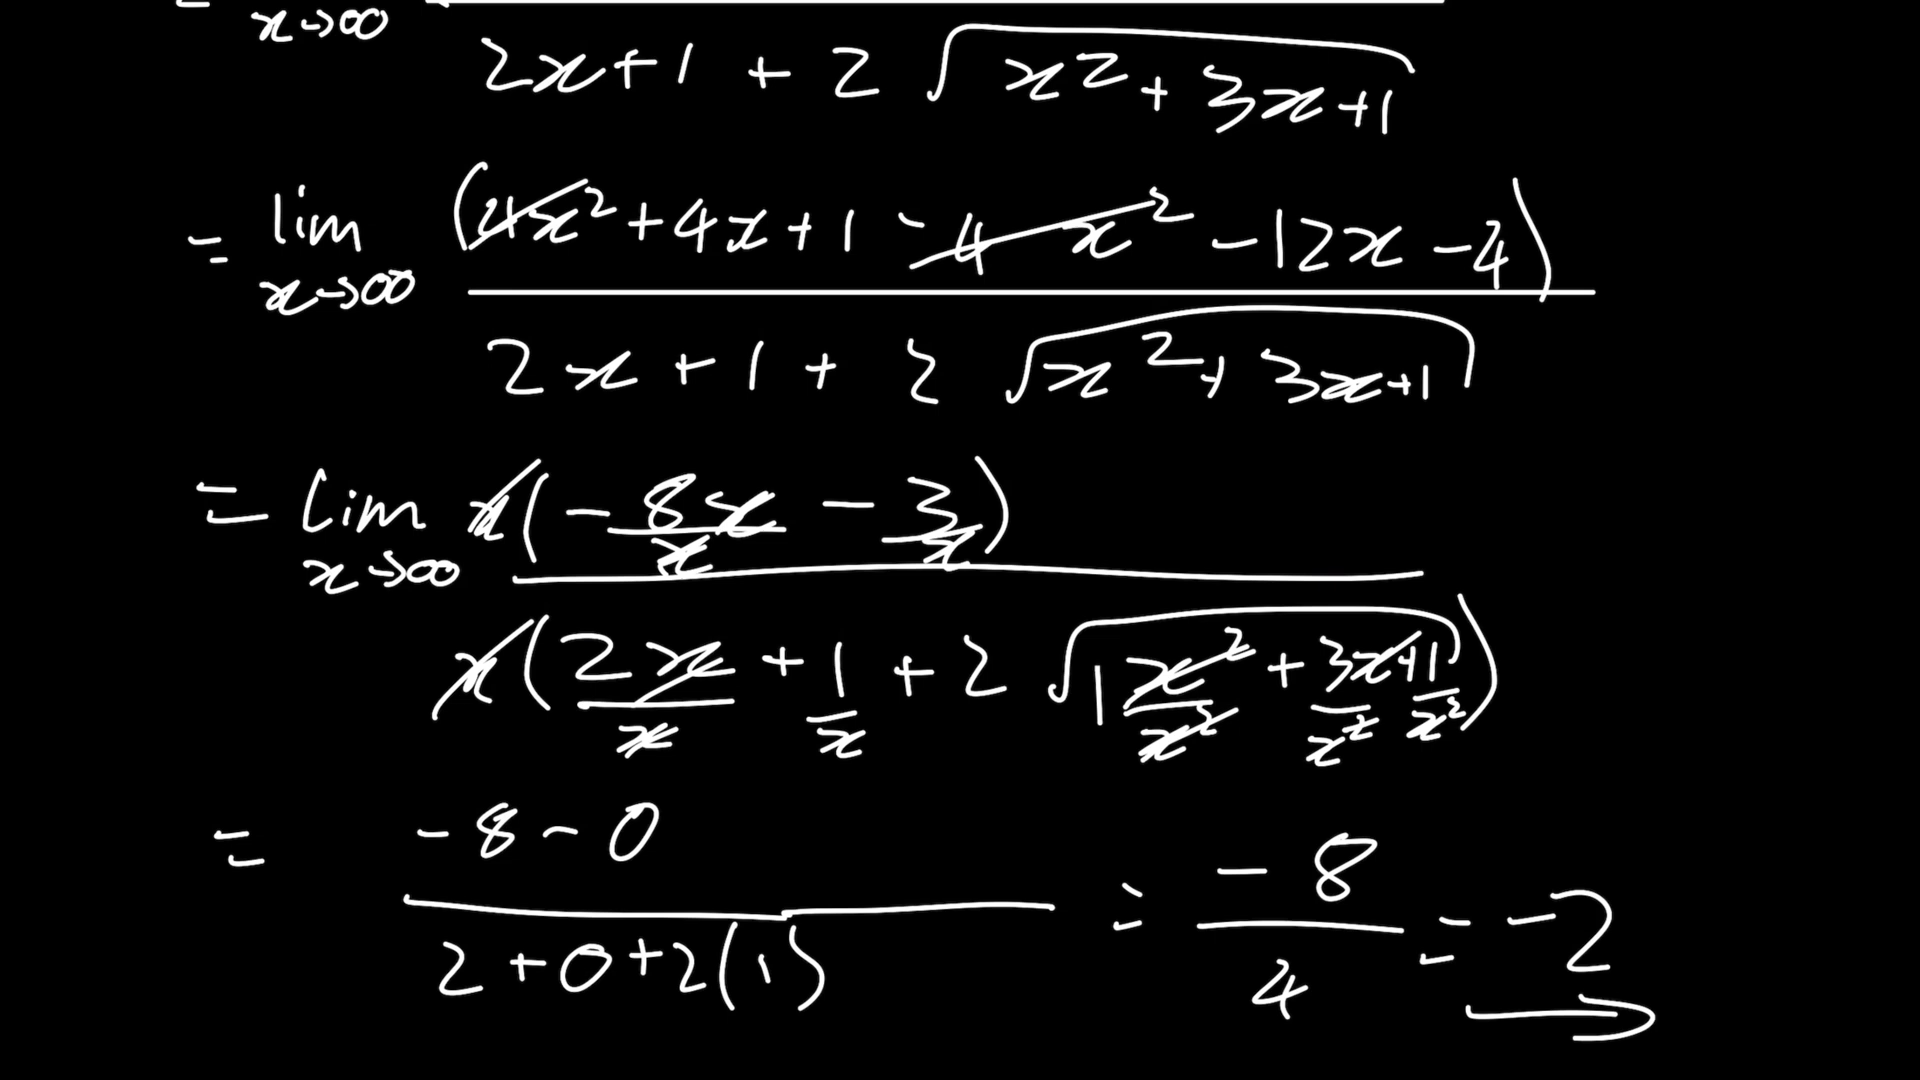 = lim x→∞ 2x+1 + 2√(x²+3x+1)
= lim x→∞ (4x²+4x+1 - 4x² -12x -4) / (2x+1+2√(x²+3x+1))
= lim x→∞ x(-8x/x - 3/x) / x(2x/x + 1/x + 2√(1 x²/x² + 3x/x² + 1/x²))
= (-8-0) / (2+0+2(1)) = -8/4 = -2